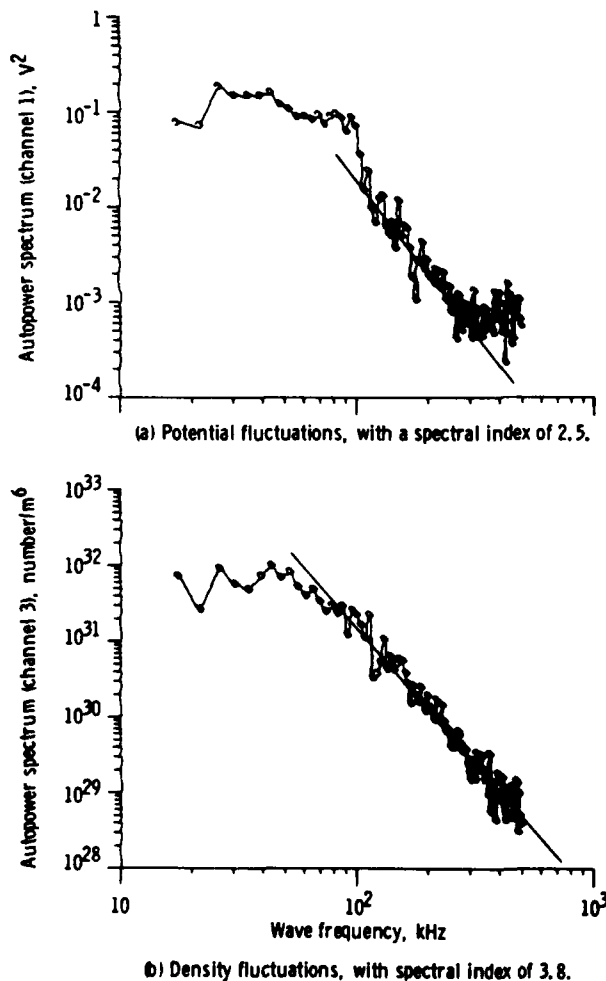 Autopower spectrum (channel 1), V²
1
10⁻¹
10⁻²
10⁻³
10⁻⁴
(a) Potential fluctuations, with a spectral index of 2.5.
Autopower spectrum (channel 3), number/m⁶
10³³
10³²
10³¹
10³⁰
10²⁹
10²⁸
10 10² 10³
Wave frequency, kHz
(b) Density fluctuations, with spectral index of 3.8.